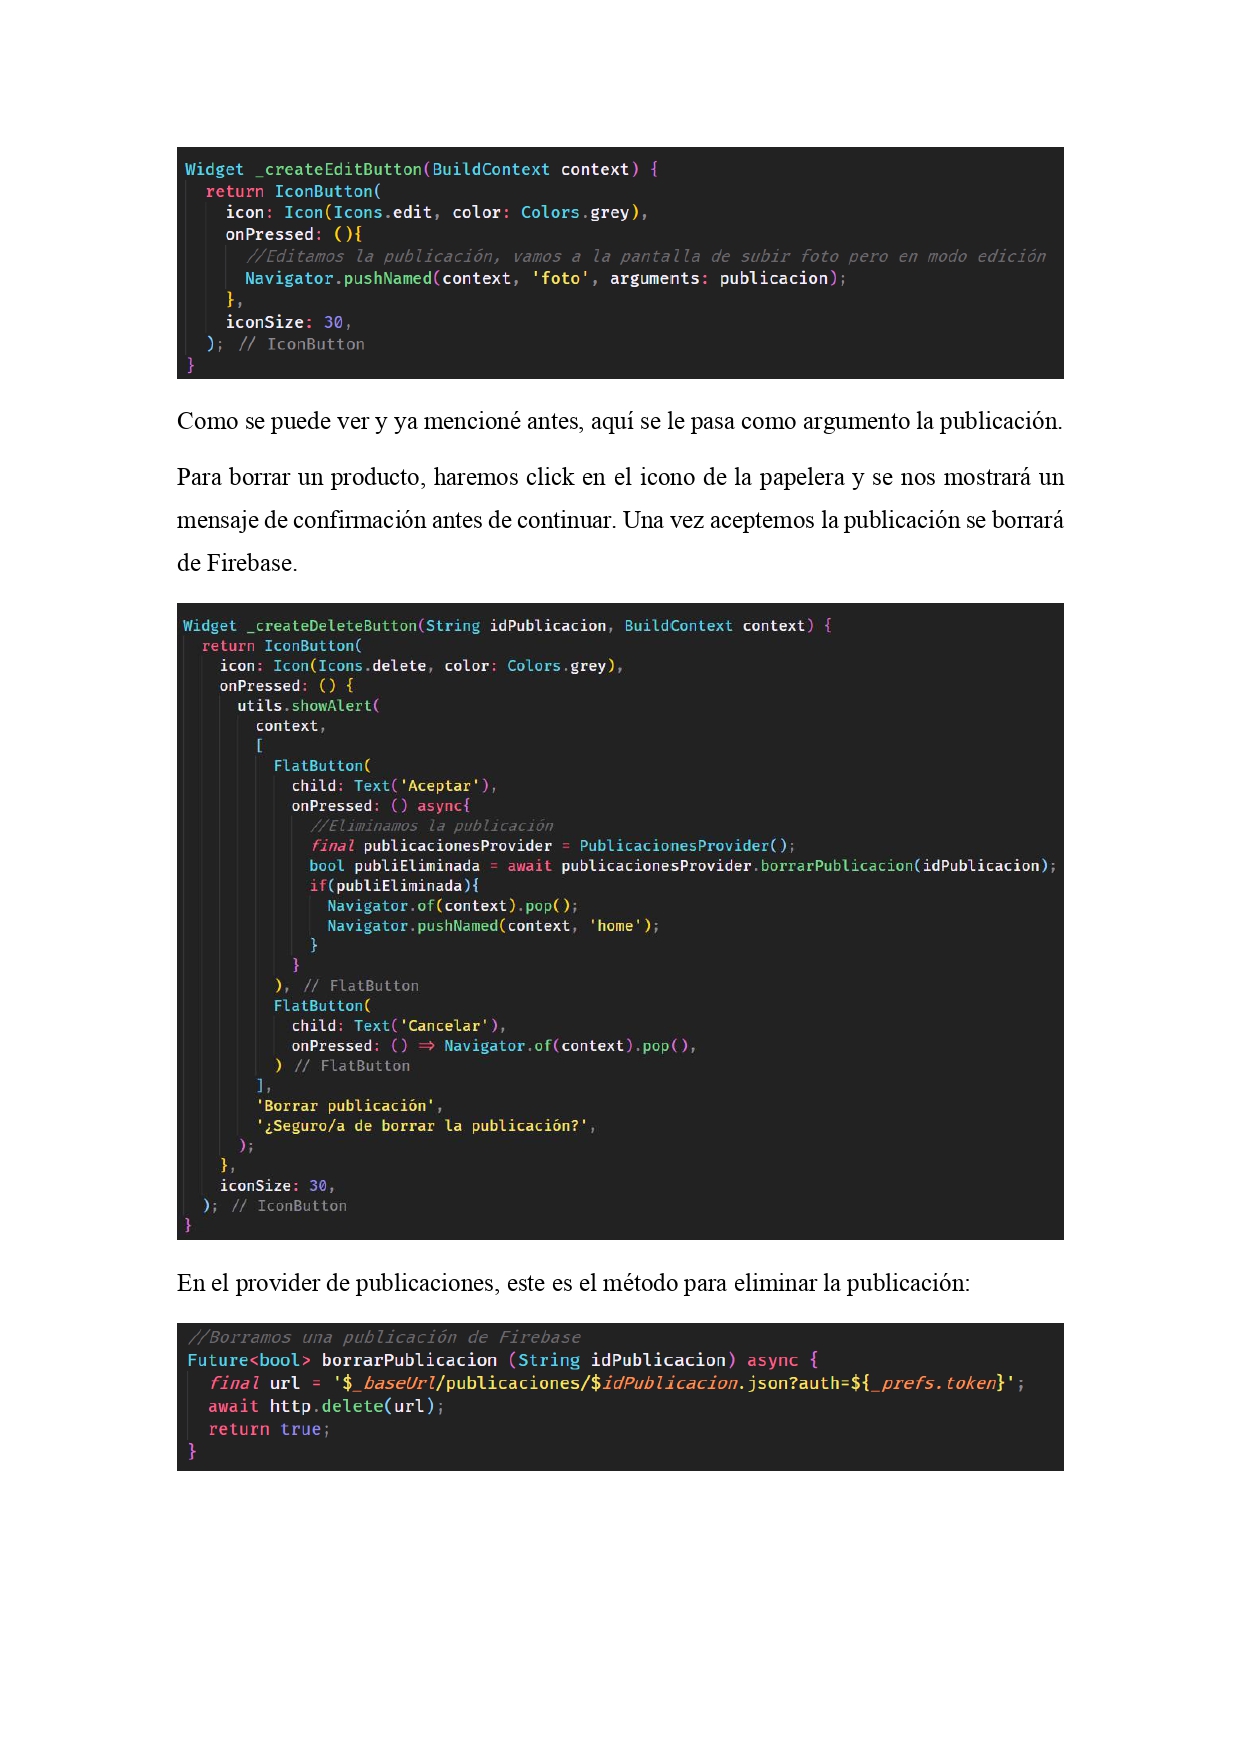 Widget _createEditButton(BuildContext context) {
return IconButton(
icon: Icon(Icons.edit, color: Colors.grey),
onPressed: (){
//Editamos la publicación, vamos a la pantalla de subir foto pero en modo edición
Navigator.pushNamed(context, 'foto', arguments: publicacion);
},
iconSize: 30,
); // IconButton
}
Como se puede ver y ya mencioné antes, aquí se le pasa como argumento la publicación.
Para borrar un producto, haremos click en el icono de la papelera y se nos mostrará un
mensaje de confirmación antes de continuar. Una vez aceptemos la publicación se borrará
de Firebase.
Widget _createDeleteButton(String idPublicacion, BuildContext context) {
return IconButton(
icon: Icon(Icons.delete, color: Colors.grey),
onPressed: () {
utils.showAlert(
context,
[
FlatButton(
child: Text('Aceptar'),
onPressed: () async{
//Eliminamos la publicación
final publicacionesProvider = PublicacionesProvider();
bool publiEliminada = await publicacionesProvider.borrarPublicacion(idPublicacion);
if(publiEliminada){
Navigator.of(context).pop();
Navigator.pushNamed(context, 'home');
}
}
), // FlatButton
FlatButton(
child: Text('Cancelar'),
onPressed: () => Navigator.of(context).pop(),
) // FlatButton
],
'Borrar publicación',
'¿Seguro/a de borrar la publicación?',
);
},
iconSize: 30,
); // IconButton
}
En el provider de publicaciones, este es el método para eliminar la publicación:
//Borramos una publicación de Firebase
Future<bool> borrarPublicacion (String idPublicacion) async {
final url = '$_baseUrl/publicaciones/$idPublicacion.json?auth=${_prefs.token}';
await http.delete(url);
return true;
}